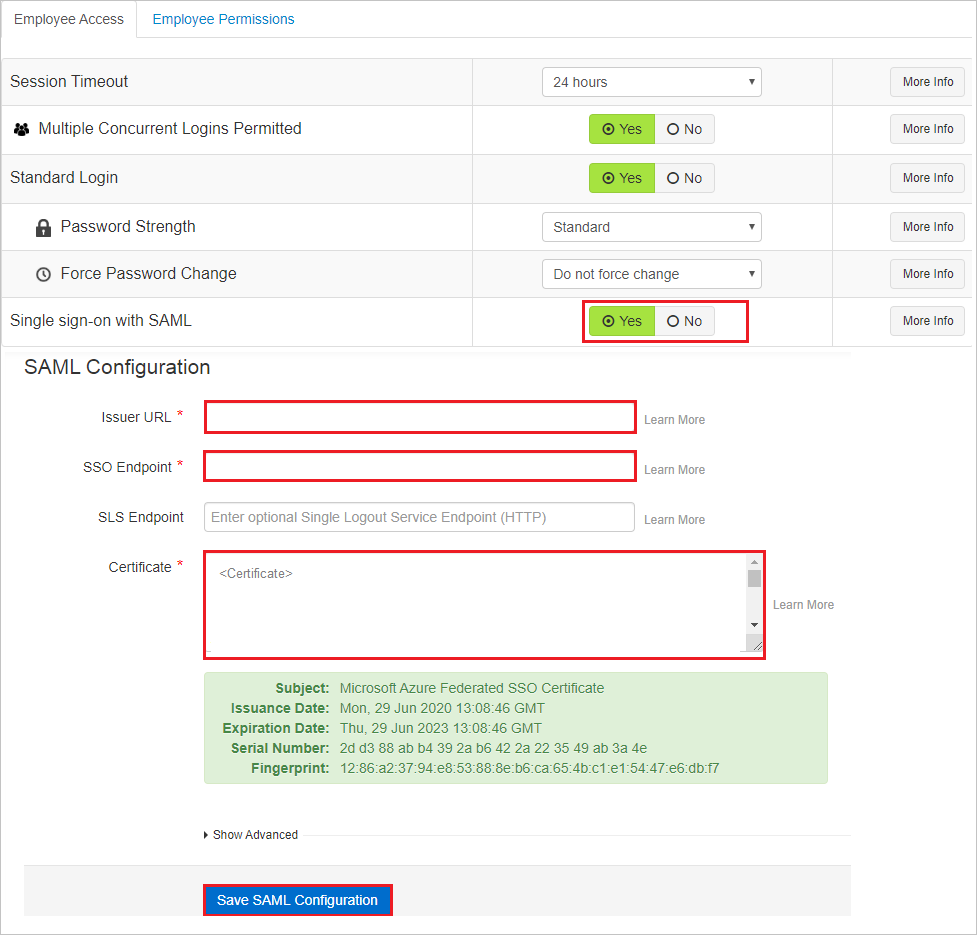 Employee Access Employee Permissions
Session Timeout 24 hours More Info
Multiple Concurrent Logins Permitted Yes No More Info
Standard Login Yes No More Info
Password Strength Standard More Info
Force Password Change Do not force change More Info
Single sign-on with SAML Yes No More Info
SAML Configuration
Issuer URL * Learn More
SSO Endpoint * Learn More
SLS Endpoint Enter optional Single Logout Service Endpoint (HTTP) Learn More
Certificate * <Certificate>
Learn More
Subject: Microsoft Azure Federated SSO Certificate
Issuance Date: Mon, 29 Jun 2020 13:08:46 GMT
Expiration Date: Thu, 29 Jun 2023 13:08:46 GMT
Serial Number: 2d d3 88 ab b4 39 2a b6 42 2a 22 35 49 ab 3a 4e
Fingerprint: 12:86:a2:37:94:e8:53:88:8e:b6:ca:65:4b:c1:e1:54:47:e6:db:f7
Show Advanced
Save SAML Configuration